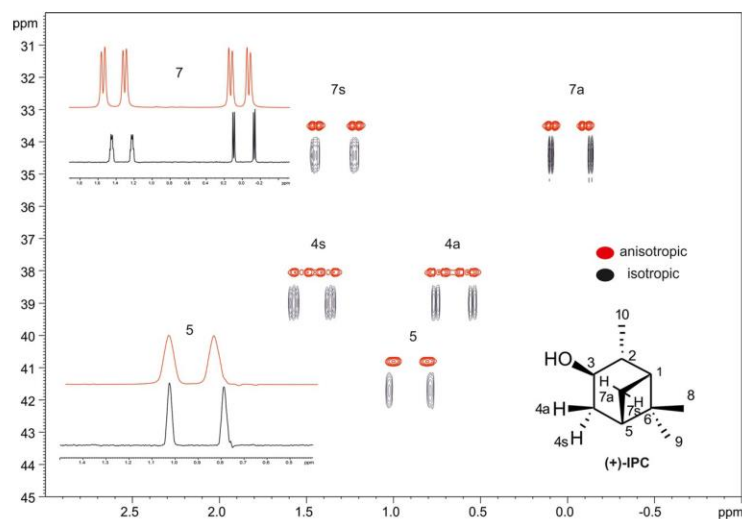 ppm
31
7
7s
7a
32
33
34
35
36
37
4s
4a
38
anisotropic
39
isotropic
5
5
40
10
41
HO
3
2
1
H
7a
H
8
42
4a
H
7s
6
43
5
H
9
4s
44
(+)-IPC
45
2.5 2.0 1.5 1.0 0.5 0.0 -0.5 ppm